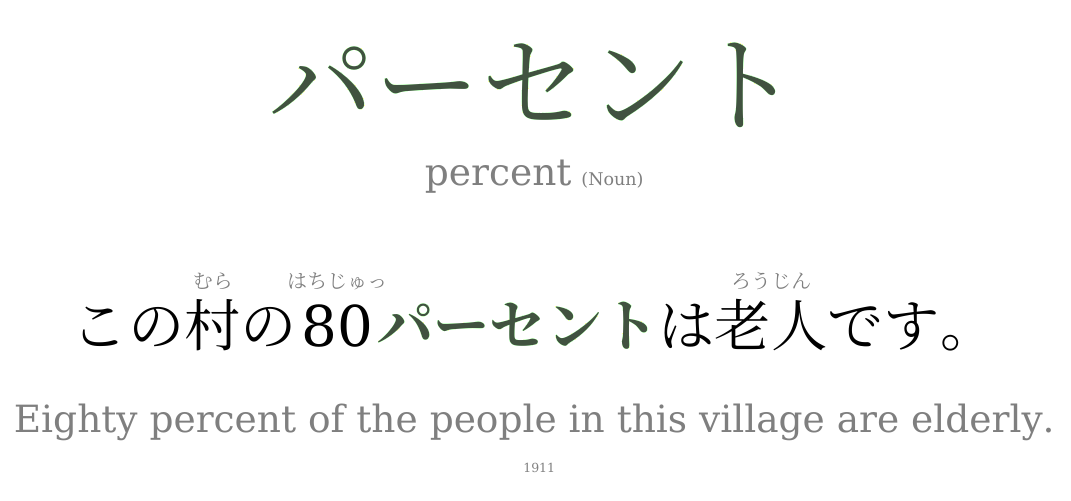 パーセント
percent (Noun)
むら はちじゅっ ろうじん
この村の80パーセントは老人です。
Eighty percent of the people in this village are elderly.
1911